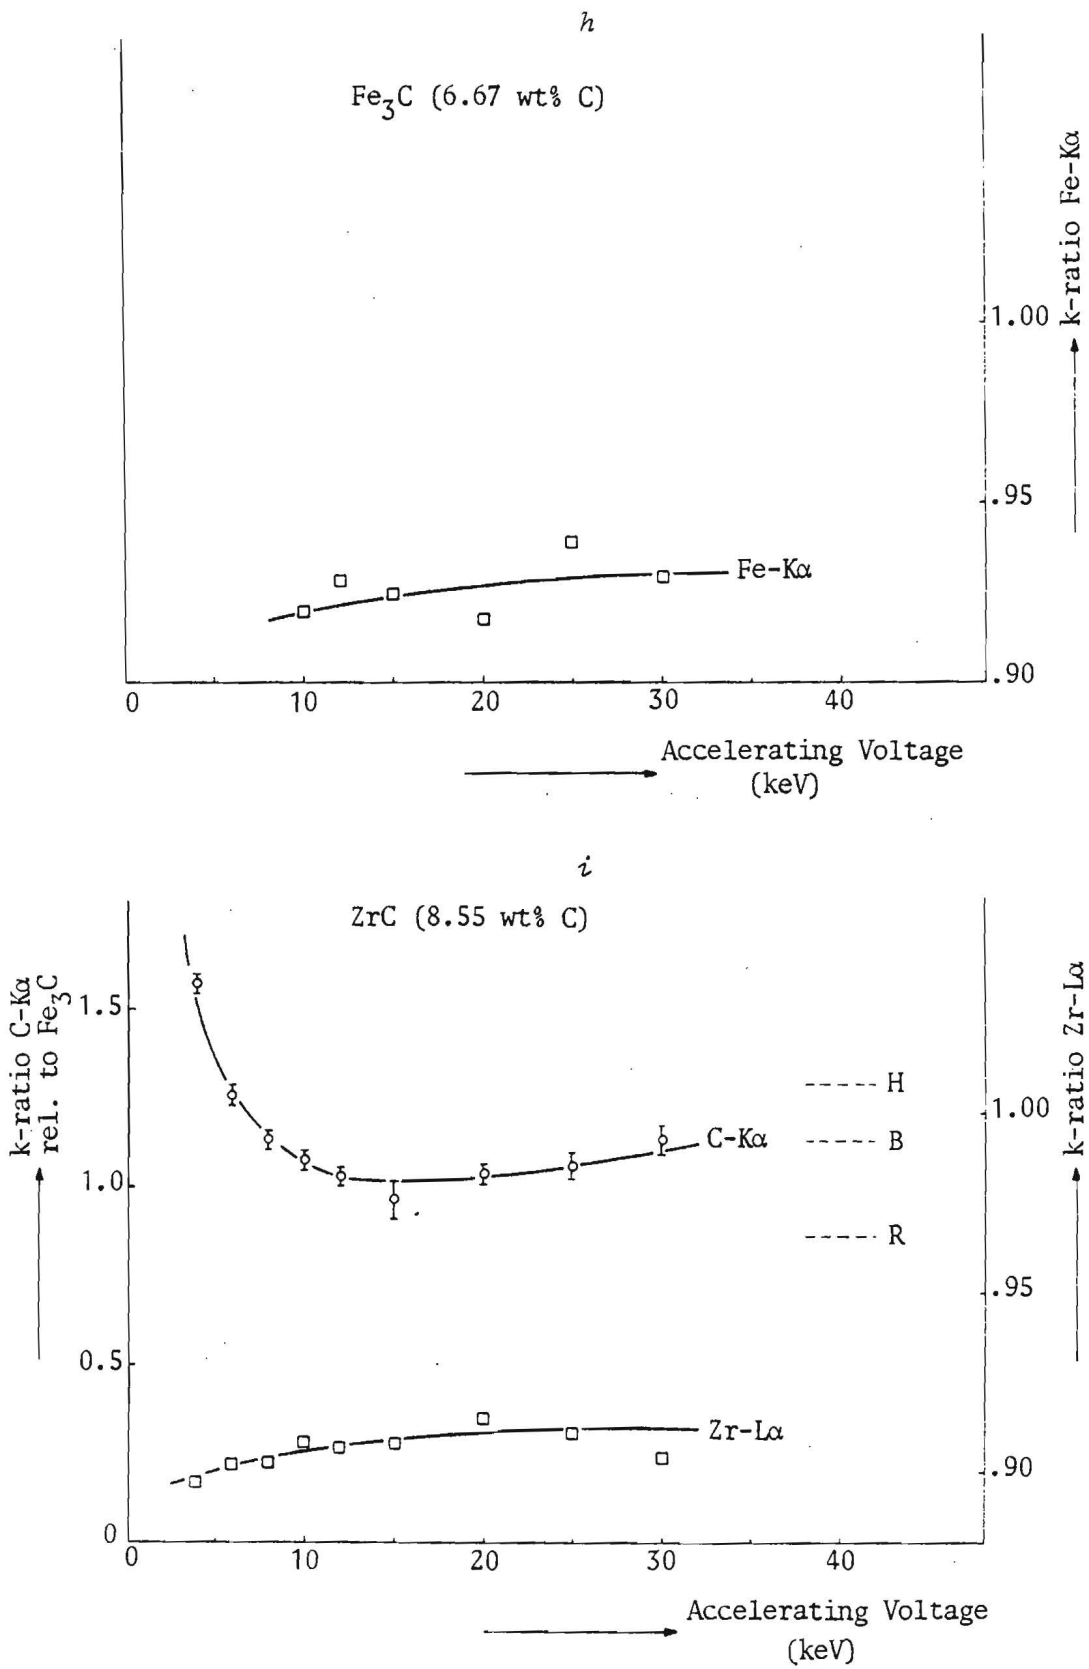 h
Fe3C (6.67 wt% C)
k-ratio Fe-Kα
1.00
.95
.90
Fe-Kα
0 10 20 30 40
Accelerating Voltage
(keV)
i
ZrC (8.55 wt% C)
k-ratio C-Kα
rel. to Fe3C
1.5
1.0
0.5
0
H
B
R
C-Kα
Zr-Lα
k-ratio Zr-Lα
1.00
.95
.90
0 10 20 30 40
Accelerating Voltage
(keV)